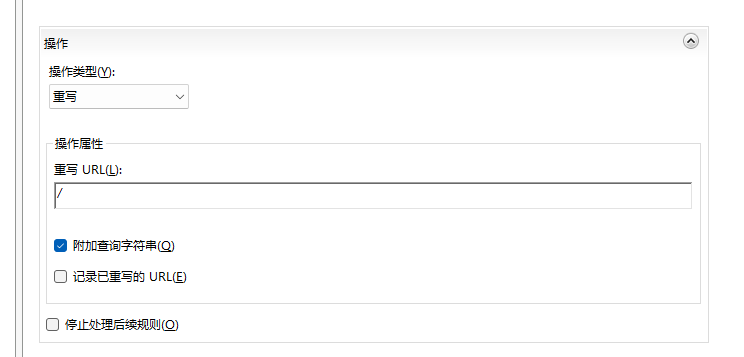 操作
操作类型(Y):
重写
操作属性
重写 URL(L):
/
附加查询字符串(Q)
记录已重写的 URL(E)
停止处理后续规则(O)